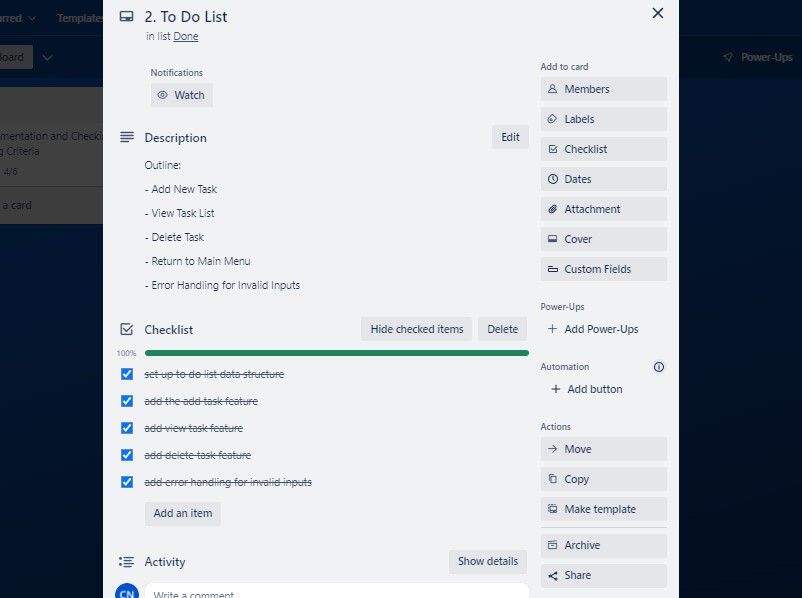 rred
Templates
oard
Power-Ups
mentation and Checki
g Criteria
4/6
a card
2. To Do List
in list Done
Notifications
Watch
Description
Edit
Outline:
- Add New Task
- View Task List
- Delete Task
- Return to Main Menu
- Error Handling for Invalid Inputs
Checklist
Hide checked items
Delete
100%
set up to do list data structure
add the add task feature
add view task feature
add delete task feature
add error handling for invalid inputs
Add an item
Activity
Show details
CN
Write a comment
Add to card
Members
Labels
Checklist
Dates
Attachment
Cover
Custom Fields
Power-Ups
+ Add Power-Ups
Automation
+ Add button
Actions
Move
Copy
Make template
Archive
Share